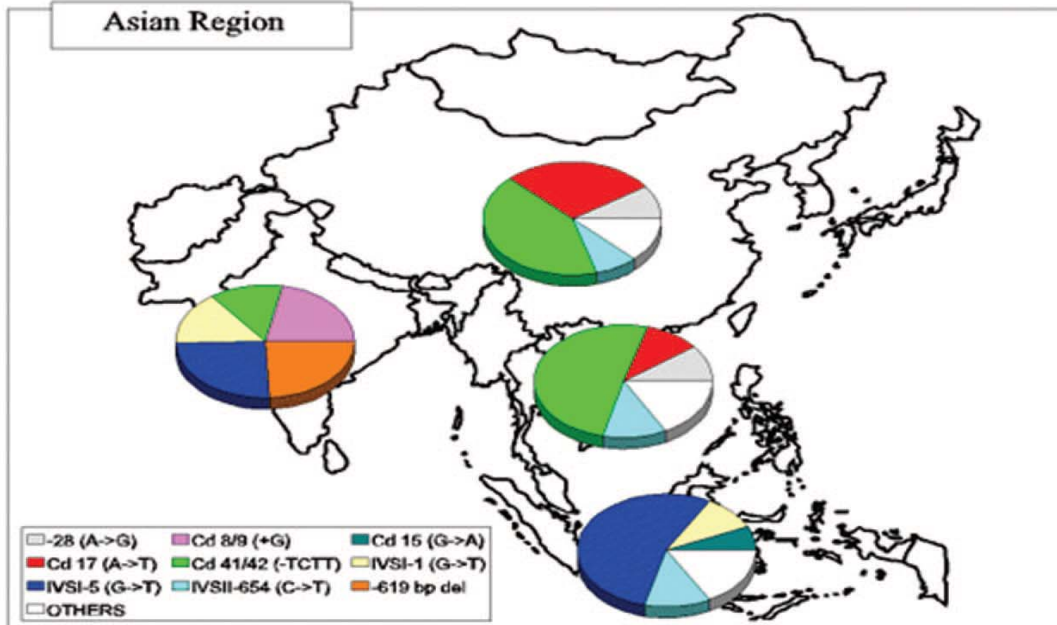 Asian Region
-28 (A->G) Cd 8/9 (+G) Cd 15 (G->A)
Cd 17 (A->T) Cd 41/42 (-TCTT) IVSI-1 (G->T)
IVSI-5 (G->T) IVSII-654 (C->T) -619 bp del
OTHERS